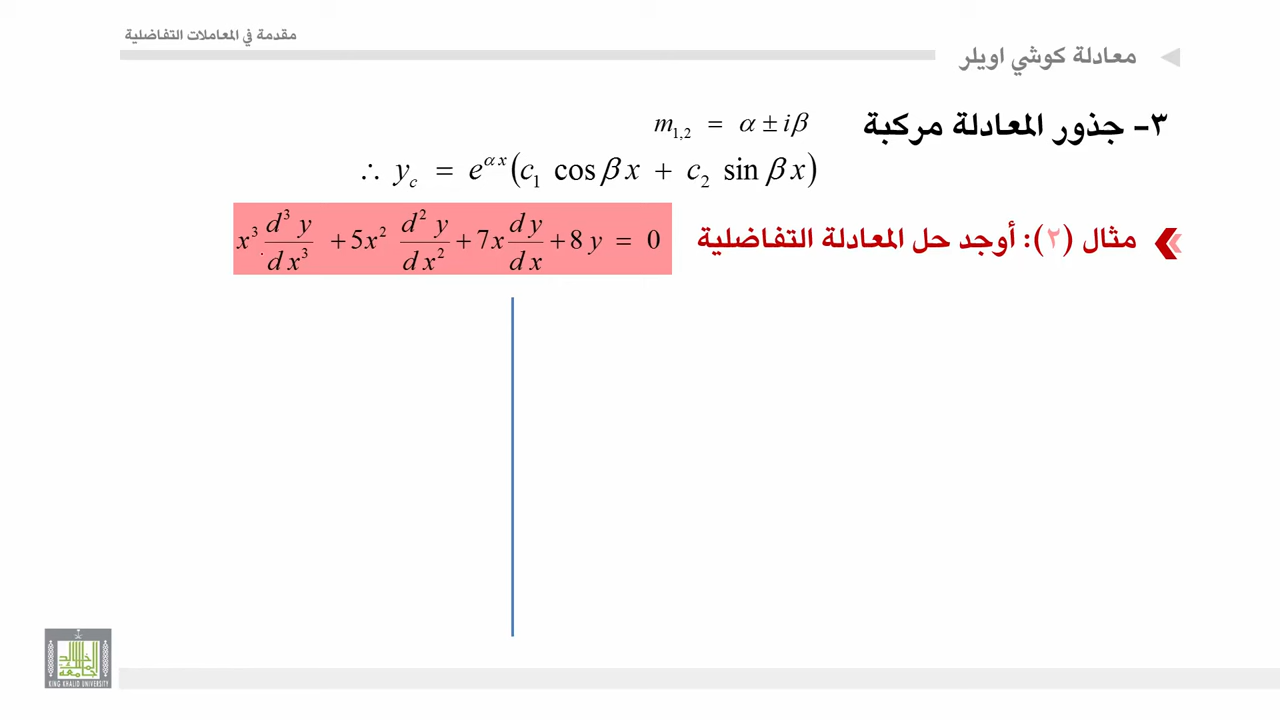 مقدمة في المعاملات التفاضلية
معادلة كوشي اويلر
٣- جذور المعادلة مركبة m₁,₂ = α ± iβ
∴ y_c = e^{αx}(c₁ cos βx + c₂ sin βx)
مثال (٢): أوجد حل المعادلة التفاضلية x³ d³y/dx³ + 5x² d²y/dx² + 7x dy/dx + 8y = 0
KING KHALID UNIVERSITY